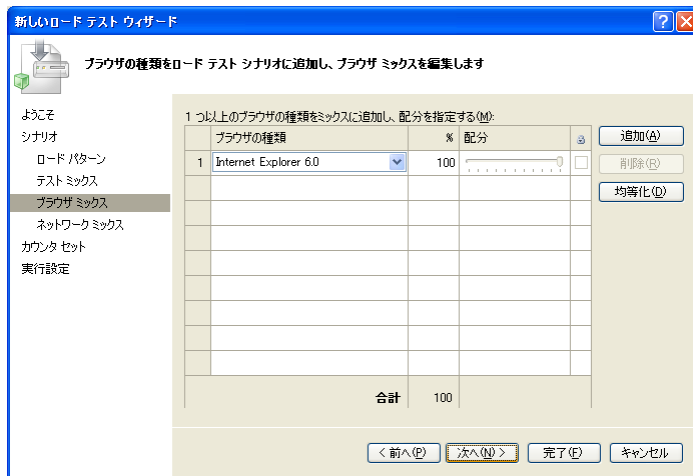 新しいロード テスト ウィザード
ブラウザの種類をロード テスト シナリオに追加し、ブラウザ ミックスを編集します
ようこそ
シナリオ
ロード パターン
テスト ミックス
ブラウザ ミックス
ネットワーク ミックス
カウンタ セット
実行設定
1 つ以上のブラウザの種類をミックスに追加し、配分を指定する(M):
ブラウザの種類 % 配分
1 Internet Explorer 6.0 100
合計 100
追加(A)
削除(R)
均等化(D)
< 前へ(P) 次へ(N) > 完了(F) キャンセル